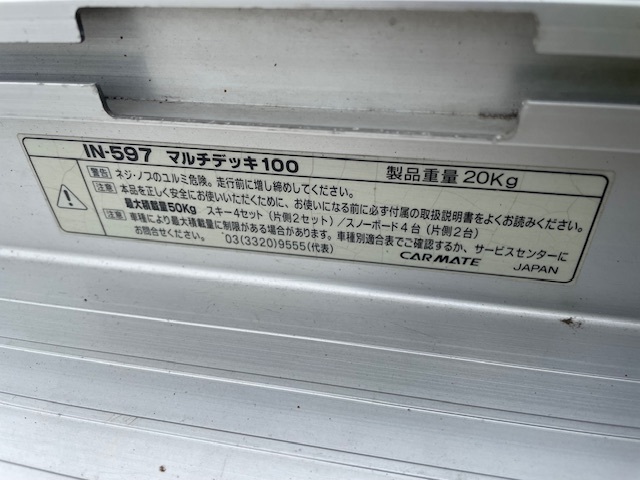 IN-597 マルチデッキ100 製品重量 20Kg
警告 ネジ・ノブのユルミ危険。走行前に増し締めしてください。
注意 本品を正しく安全にお使いいただくために、お使いになる前に必ず付属の取扱説明書をよくお読みください。
最大積載量50Kg スキー4セット(片側2セット)/スノーボード4台(片側2台)
注意 車種により最大積載量に制限がある場合があります。車種別適合表でご確認するか、サービスセンターに
お問合せください。 03(3320)9555(代表) CARMATE JAPAN